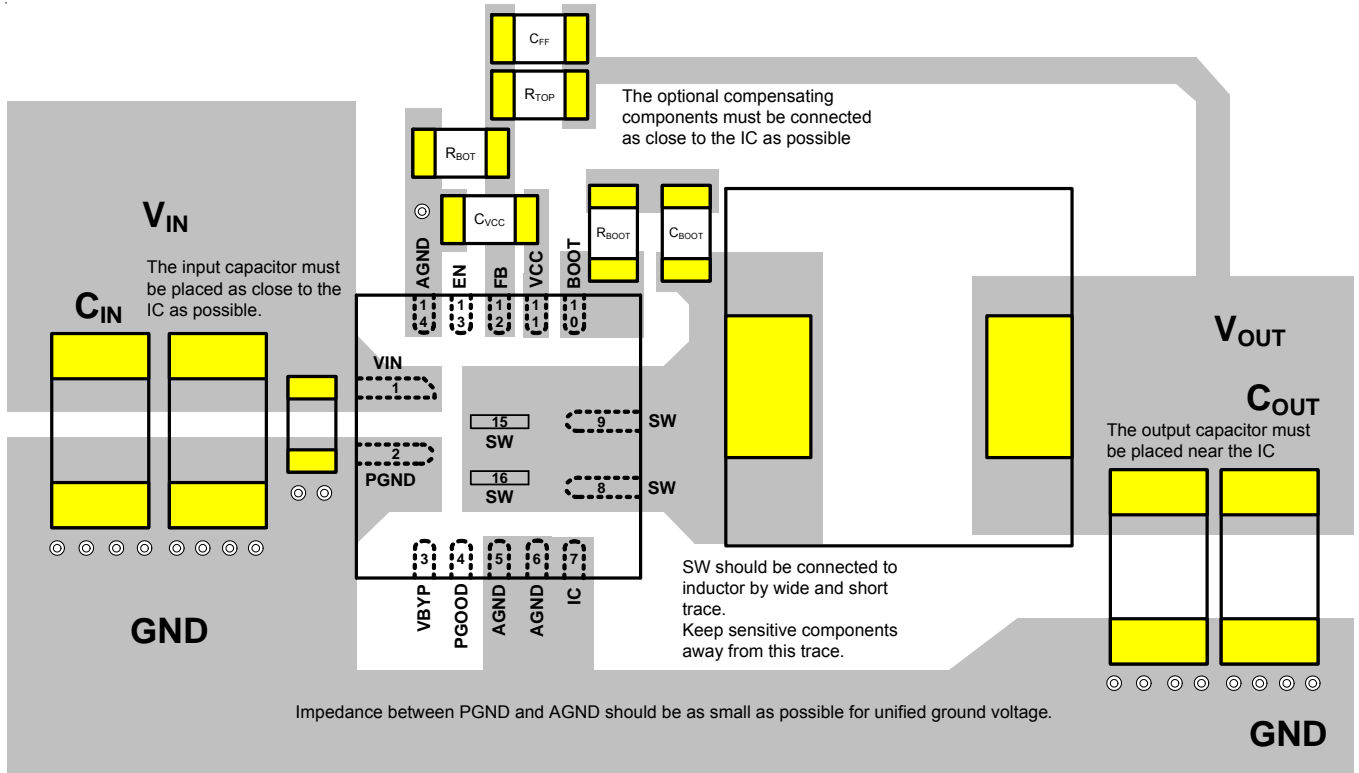 CFF
RTOP
The optional compensating
components must be connected
as close to the IC as possible
RBOT
VIN
CVCC
RBOOT
CBOOT
The input capacitor must
be placed as close to the
IC as possible.
CIN
AGND
EN
FB
VCC
BOOT
14
13
12
11
10
VIN
1
VOUT
COUT
15
SW
9
SW
The output capacitor must
be placed near the IC
2
PGND
16
SW
8
SW
3
4
5
6
7
VBYP
PGOOD
AGND
AGND
IC
SW should be connected to
inductor by wide and short
trace.
Keep sensitive components
away from this trace.
GND
Impedance between PGND and AGND should be as small as possible for unified ground voltage.
GND